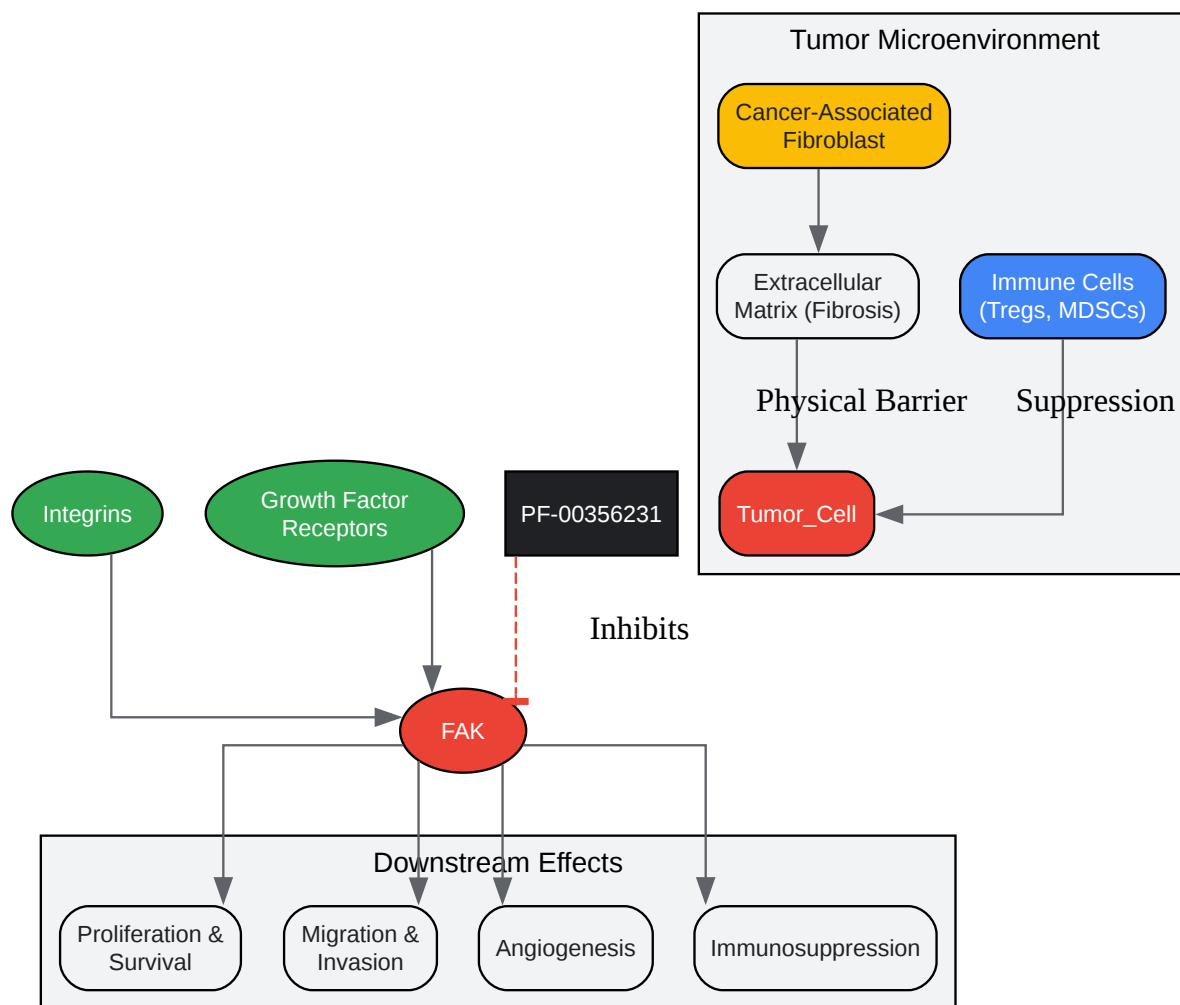 Tumor Microenvironment
Cancer-Associated
Fibroblast
Extracellular
Matrix (Fibrosis)
Immune Cells
(Tregs, MDSCs)
Physical Barrier
Suppression
Integrins
Growth Factor
Receptors
PF-00356231
Tumor_Cell
Inhibits
FAK
Downstream Effects
Proliferation &
Survival
Migration &
Invasion
Angiogenesis
Immunosuppression